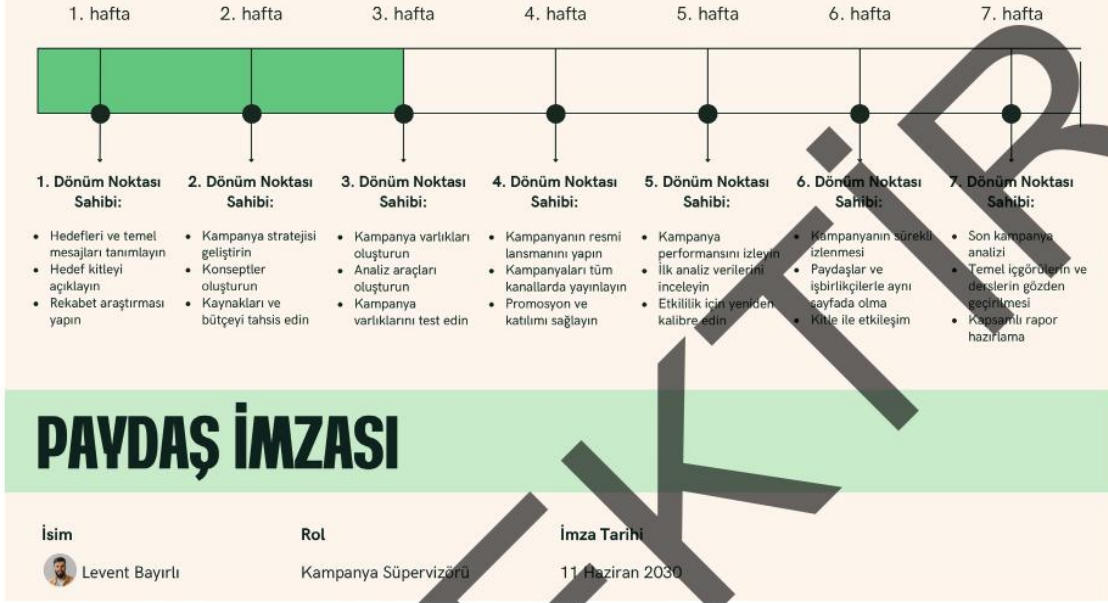 1. hafta 2. hafta 3. hafta 4. hafta 5. hafta 6. hafta 7. hafta
1. Dönüm Noktası
Sahibi:
Hedefleri ve temel
mesajları tanımlayın
Hedef kitleyi
açıklayın
Rekabet araştırması
yapın
2. Dönüm Noktası
Sahibi:
Kampanya stratejisi
geliştirin
Konseptler
oluşturun
Kaynakları ve
bütçeyi tahsis edin
3. Dönüm Noktası
Sahibi:
Kampanya varlıkları
oluşturun
Analiz araçları
oluşturun
Kampanya
varlıklarını test edin
4. Dönüm Noktası
Sahibi:
Kampanyanın resmi
lansmanını yapın
Kampanyaları tüm
kanallarda yayınlayın
Promosyon ve
katılımı sağlayın
5. Dönüm Noktası
Sahibi:
Kampanya
performansını izleyin
İlk analiz verilerini
inceleyin
Etkililik için yeniden
kalibre edin
6. Dönüm Noktası
Sahibi:
Kampanyanın sürekli
izlenmesi
Paydaşlar ve
işbirlikçilerle aynı
sayfada olma
Kitle ile etkileşim
7. Dönüm Noktası
Sahibi:
Son kampanya
analizi
Temel içgörülerin ve
derslerin gözden
geçirilmesi
Kapsamlı rapor
hazırlama
PAYDAŞ İMZASI
İsim Rol İmza Tarihi
Levent Bayırlı Kampanya Süpervizörü 11 Haziran 2030
EKTİR